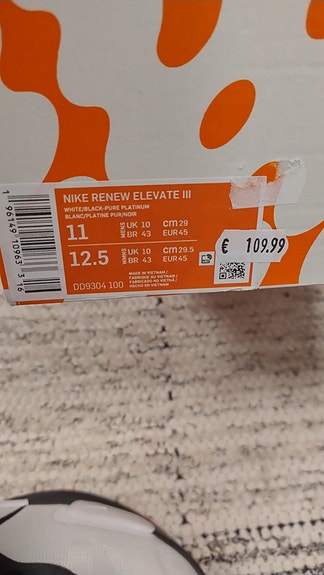 NIKE RENEW ELEVATE III
WHITE/BLACK-PURE PLATINUM
BLANC/PLATINE PUR/NOIR
11 MENS UK 10 cm 29
BR 43 EUR 45
12.5 UK 10 cm 29.5
BR 43 EUR 45
MADE IN VIETNAM /
FABRIQUÉ AU VIETNAM /
FABRICADO NO VIETNÃ /
HECHO EN VIETNAM
DD9304 100
€ 109.99
1 96149 10963 3 16